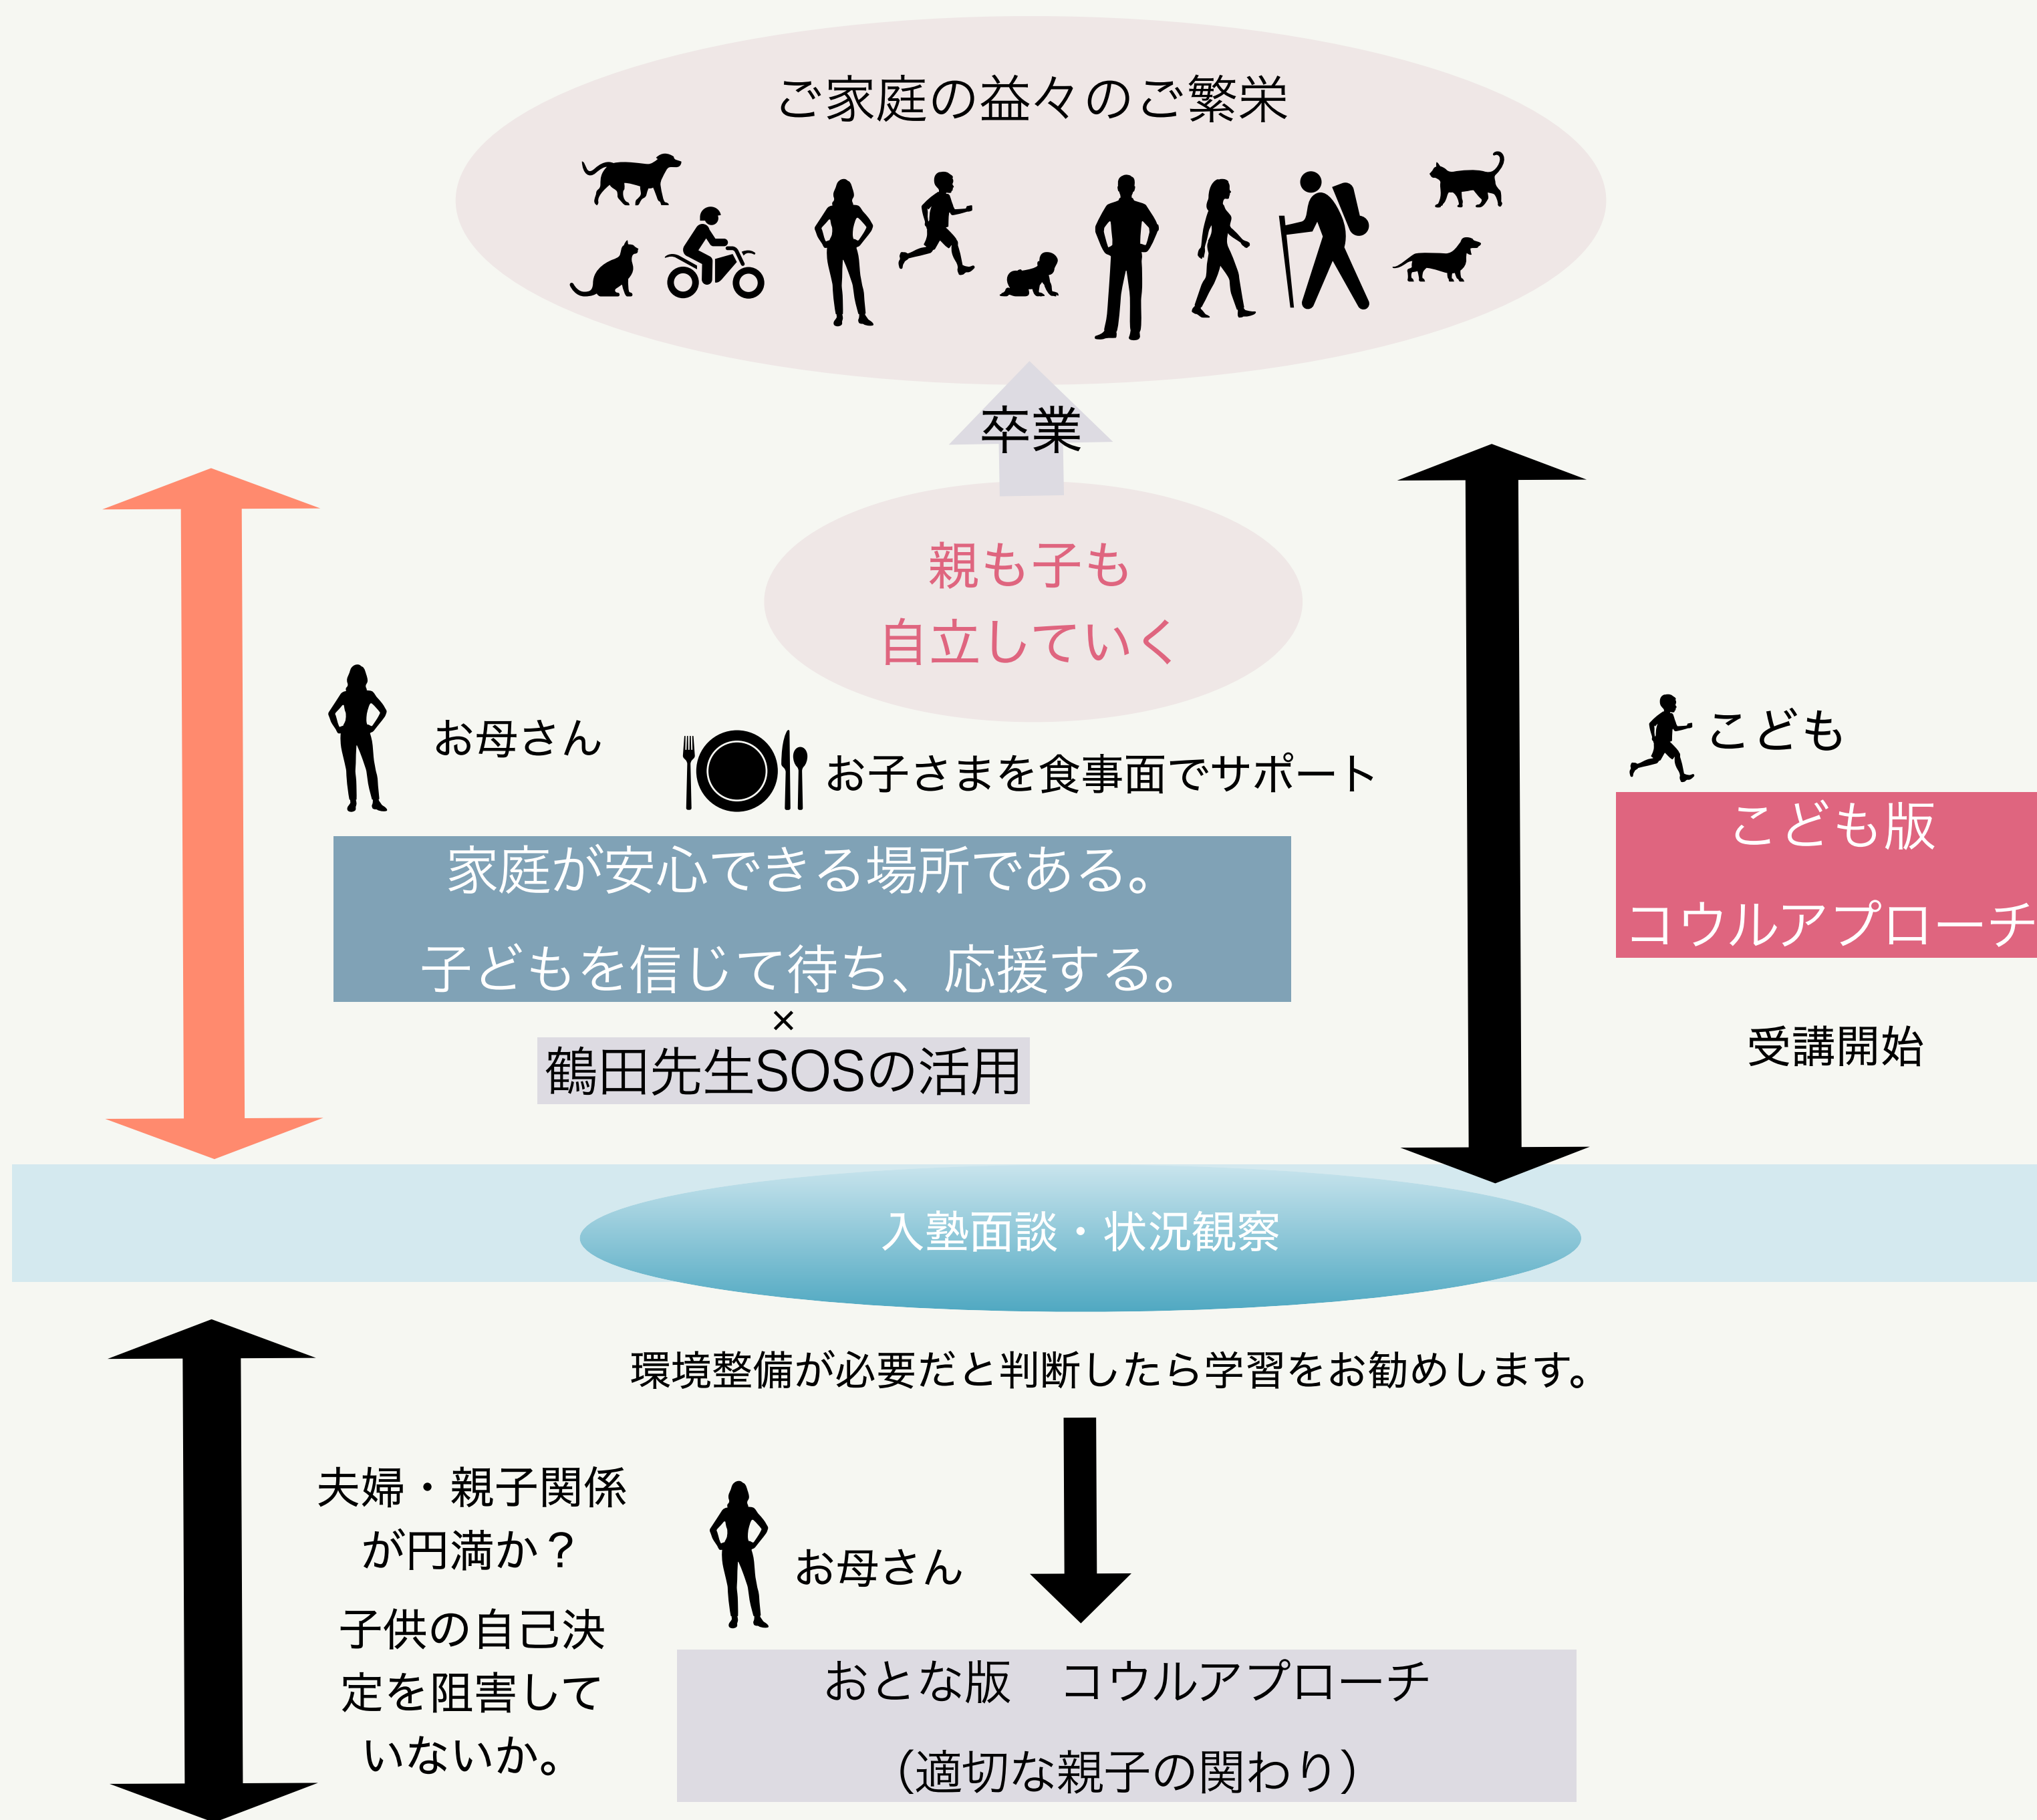 ご家庭の益々のご繁栄
卒業
親も子も
自立していく
お母さん
お子さまを食事面でサポート
家庭が安心できる場所である。
子どもを信じて待ち、応援する。
×
鶴田先生SOSの活用
こども
こども版
コウルアプローチ
受講開始
入塾面談・状況観察
環境整備が必要だと判断したら学習をお勧めします。
夫婦・親子関係
が円満か？
子供の自己決
定を阻害して
いないか。
お母さん
おとな版　コウルアプローチ
（適切な親子の関わり）